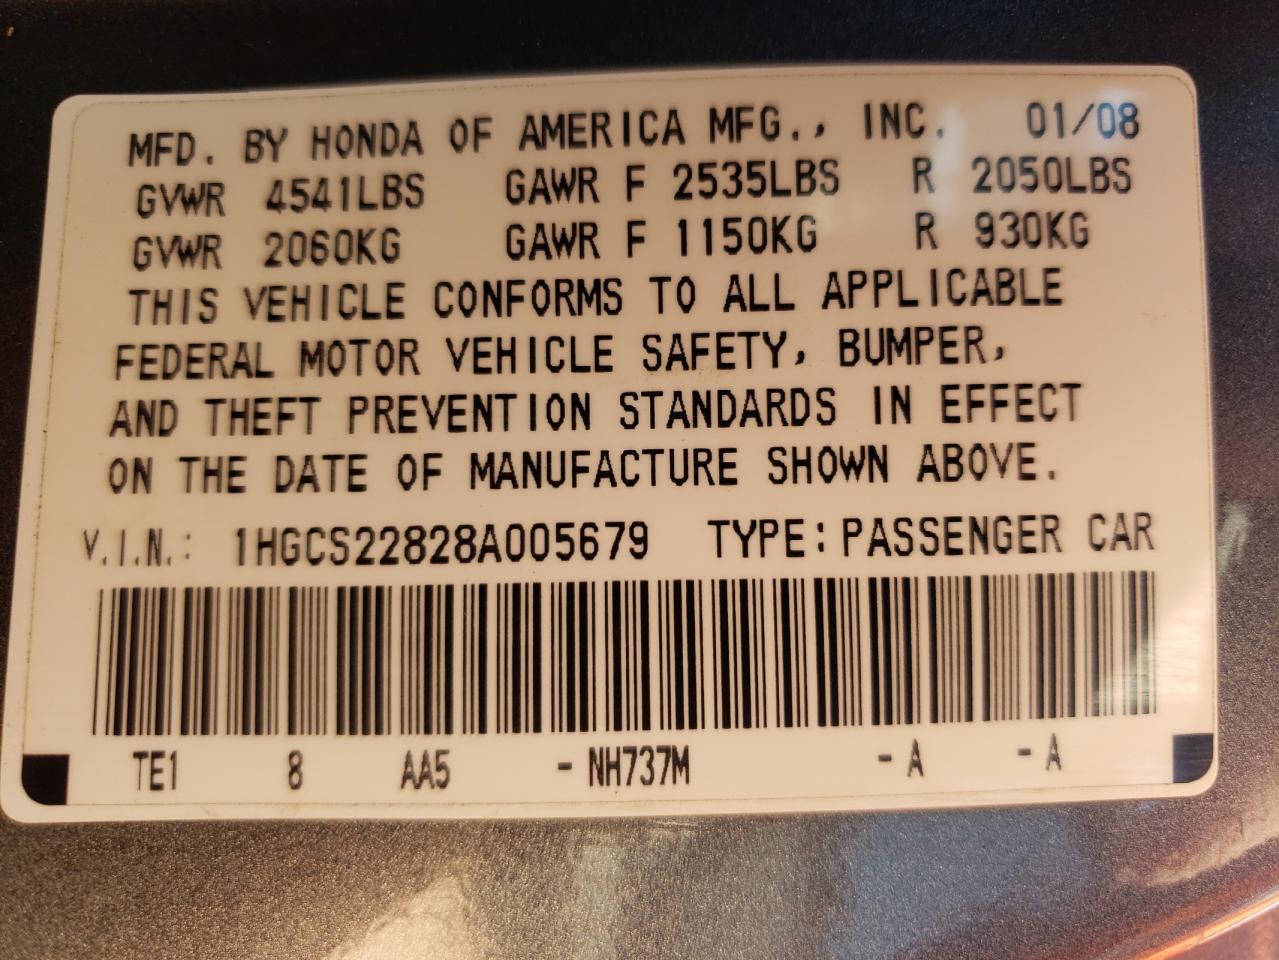 MFD. BY HONDA OF AMERICA MFG., INC. 01/08
GVWR 4541LBS GAWR F 2535LBS R 2050LBS
GVWR 2060KG GAWR F 1150KG R 930KG
THIS VEHICLE CONFORMS TO ALL APPLICABLE
FEDERAL MOTOR VEHICLE SAFETY, BUMPER,
AND THEFT PREVENTION STANDARDS IN EFFECT
ON THE DATE OF MANUFACTURE SHOWN ABOVE.
V.I.N.: 1HGCS22828A005679 TYPE: PASSENGER CAR
TE1 8 AA5 - NH737M - A - A